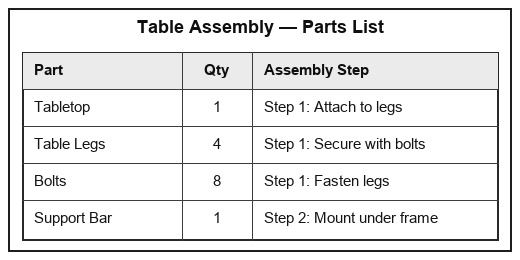 Table Assembly — Parts List
Part Qty Assembly Step
Tabletop 1 Step 1: Attach to legs
Table Legs 4 Step 1: Secure with bolts
Bolts 8 Step 1: Fasten legs
Support Bar 1 Step 2: Mount under frame